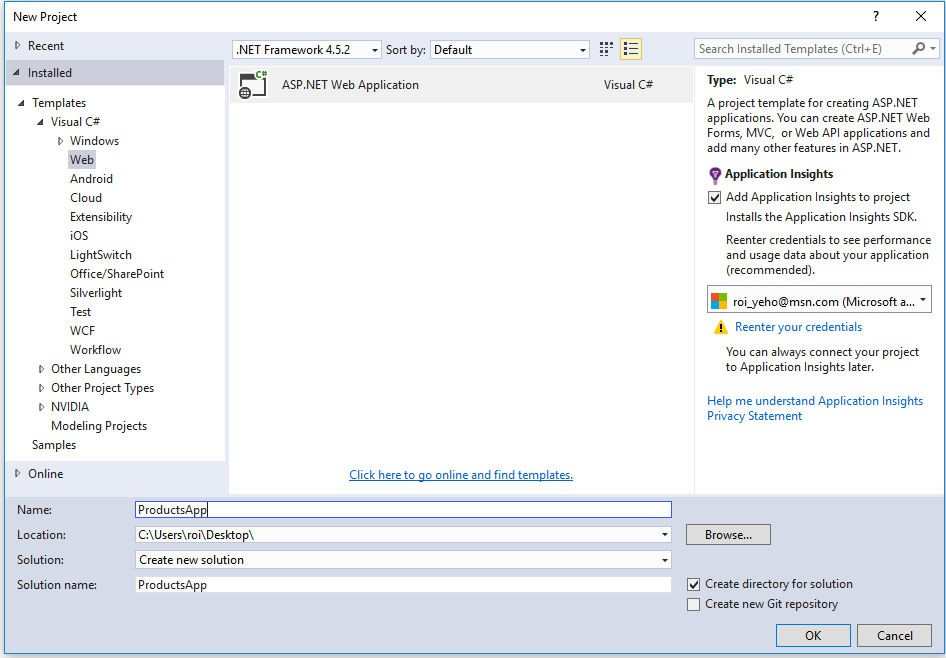 New Project
?
Recent
.NET Framework 4.5.2
Sort by:
Default
Search Installed Templates (Ctrl+E)
Installed
Templates
Visual C#
Windows
Web
Android
Cloud
Extensibility
iOS
LightSwitch
Office/SharePoint
Silverlight
Test
WCF
Workflow
Other Languages
Other Project Types
NVIDIA
Modeling Projects
Samples
Online
C#
ASP.NET Web Application
Visual C#
Click here to go online and find templates.
Type: Visual C#
A project template for creating ASP.NET
applications. You can create ASP.NET Web
Forms, MVC, or Web API applications and
add many other features in ASP.NET.
Application Insights
Add Application Insights to project
Installs the Application Insights SDK.
Reenter credentials to see performance
and usage data about your application
(recommended).
roi_yeho@msn.com (Microsoft a...
Reenter your credentials
You can always connect your project
to Application Insights later.
Help me understand Application Insights
Privacy Statement
Name:
ProductsApp
Location:
C:\Users\roi\Desktop\
Browse...
Solution:
Create new solution
Solution name:
ProductsApp
Create directory for solution
Create new Git repository
OK
Cancel